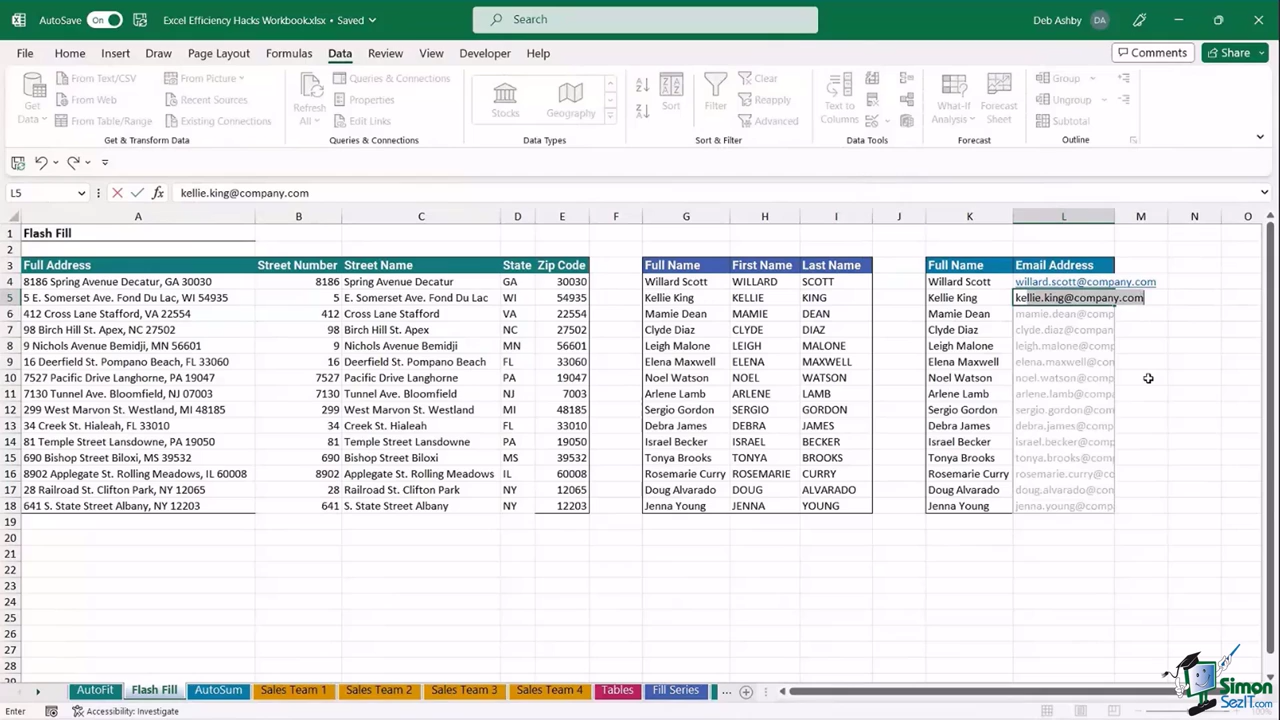 AutoSave On Excel Efficiency Hacks Workbook.xlsx • Saved Search Deb Ashby DA
File Home Insert Draw Page Layout Formulas Data Review View Developer Help Comments Share
From Text/CSV From Picture Queries & Connections Clear Group
From Web Recent Sources Properties Reapply Ungroup
From Table/Range Existing Connections Edit Links Advanced Subtotal
Get Data Refresh All Stocks Geography Sort Filter Text to Columns What-If Analysis Forecast Sheet
Get & Transform Data Queries & Connections Data Types Sort & Filter Data Tools Forecast Outline
L5 fx kellie.king@company.com
A B C D E F G H I J K L M N O
1 Flash Fill
2
3 Full Address Street Number Street Name State Zip Code Full Name First Name Last Name Full Name Email Address
4 8186 Spring Avenue Decatur, GA 30030 8186 Spring Avenue Decatur GA 30030 Willard Scott WILLARD SCOTT Willard Scott willard.scott@company.com
5 5 E. Somerset Ave. Fond Du Lac, WI 54935 5 E. Somerset Ave. Fond Du Lac WI 54935 Kellie King KELLIE KING Kellie King kellie.king@company.com
6 412 Cross Lane Stafford, VA 22554 412 Cross Lane Stafford VA 22554 Mamie Dean MAMIE DEAN Mamie Dean mamie.dean@comp
7 98 Birch Hill St. Apex, NC 27502 98 Birch Hill St. Apex NC 27502 Clyde Diaz CLYDE DIAZ Clyde Diaz clyde.diaz@compan
8 9 Nichols Avenue Bemidji, MN 56601 9 Nichols Avenue Bemidji MN 56601 Leigh Malone LEIGH MALONE Leigh Malone leigh.malone@com
9 16 Deerfield St. Pompano Beach, FL 33060 16 Deerfield St. Pompano Beach FL 33060 Elena Maxwell ELENA MAXWELL Elena Maxwell elena.maxwell@con
10 7527 Pacific Drive Langhorne, PA 19047 7527 Pacific Drive Langhorne PA 19047 Noel Watson NOEL WATSON Noel Watson noel.watson@comp
11 7130 Tunnel Ave. Bloomfield, NJ 07003 7130 Tunnel Ave. Bloomfield NJ 7003 Arlene Lamb ARLENE LAMB Arlene Lamb arlene.lamb@comp
12 299 West Marvon St. Westland, MI 48185 299 West Marvon St. Westland MI 48185 Sergio Gordon SERGIO GORDON Sergio Gordon sergio.gordon@com
13 34 Creek St. Hialeah, FL 33010 34 Creek St. Hialeah FL 33010 Debra James DEBRA JAMES Debra James debra.james@comp
14 81 Temple Street Lansdowne, PA 19050 81 Temple Street Lansdowne PA 19050 Israel Becker ISRAEL BECKER Israel Becker israel.becker@com
15 690 Bishop Street Biloxi, MS 39532 690 Bishop Street Biloxi MS 39532 Tonya Brooks TONYA BROOKS Tonya Brooks tonya.brooks@com
16 8902 Applegate St. Rolling Meadows, IL 60008 8902 Applegate St. Rolling Meadows IL 60008 Rosemarie Curry ROSEMARIE CURRY Rosemarie Curry rosemarie.curry@co
17 28 Railroad St. Clifton Park, NY 12065 28 Railroad St. Clifton Park NY 12065 Doug Alvarado DOUG ALVARADO Doug Alvarado doug.alvarado@com
18 641 S. State Street Albany, NY 12203 641 S. State Street Albany NY 12203 Jenna Young JENNA YOUNG Jenna Young jenna.young@comp
19
20
21
22
23
24
25
26
27
28
AutoFit Flash Fill AutoSum Sales Team 1 Sales Team 2 Sales Team 3 Sales Team 4 Tables Fill Series ...
Enter Accessibility: Investigate
Simon SezIT.com